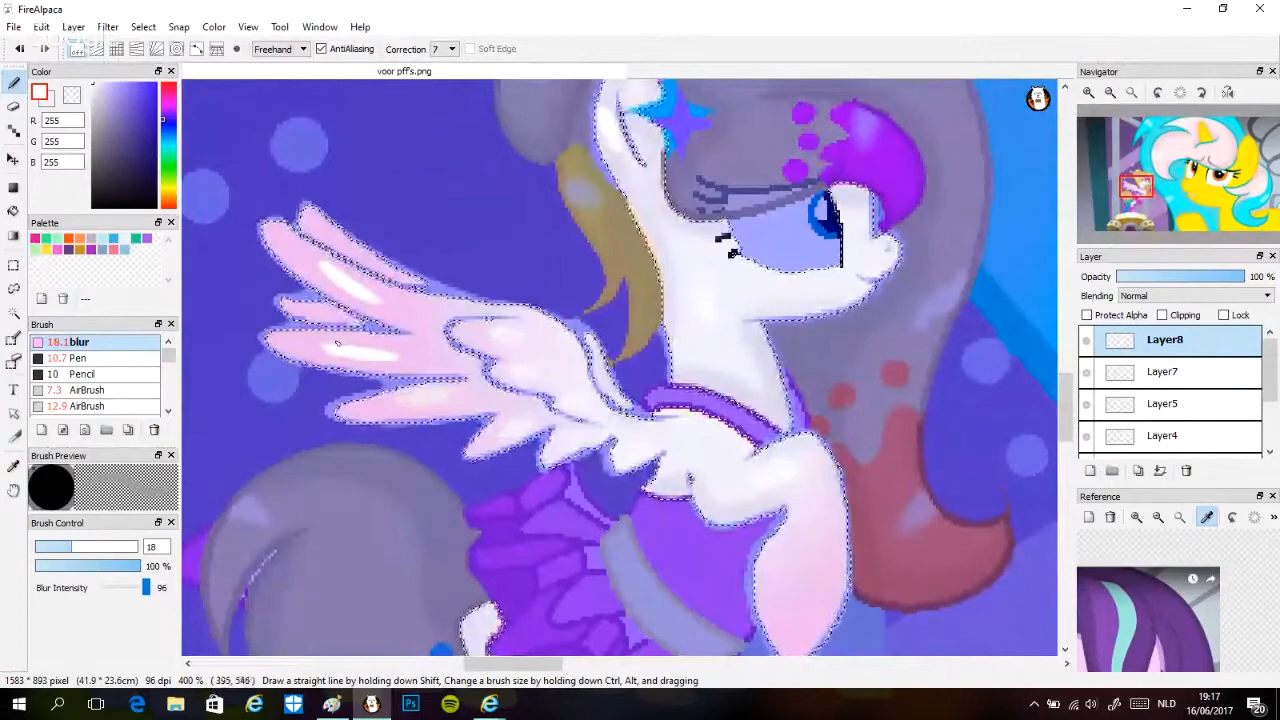 FireAlpaca
File Edit Layer Filter Select Snap Color View Tool Window Help
off Freehand AntiAliasing Correction 7 Soft Edge
Color voor pffs.png Navigator
R 255
G 255
B 255
Palette
---
Layer
Opacity 100 %
Blending Normal
Protect Alpha Clipping Lock
Brush
18.1 blur
10.7 Pen
10 Pencil
7.3 AirBrush
12.9 AirBrush
Layer8
Layer7
Layer5
Layer4
Brush Preview
Reference
Brush Control
18
100 %
Blur Intensity 96
1583 * 893 pixel (41.9 * 23.6cm) 96 dpi 400 % ( 395, 546 ) Draw a straight line by holding down Shift, Change a brush size by holding down Ctrl, Alt, and dragging
Ps NLD 19:17
16/06/2017 20